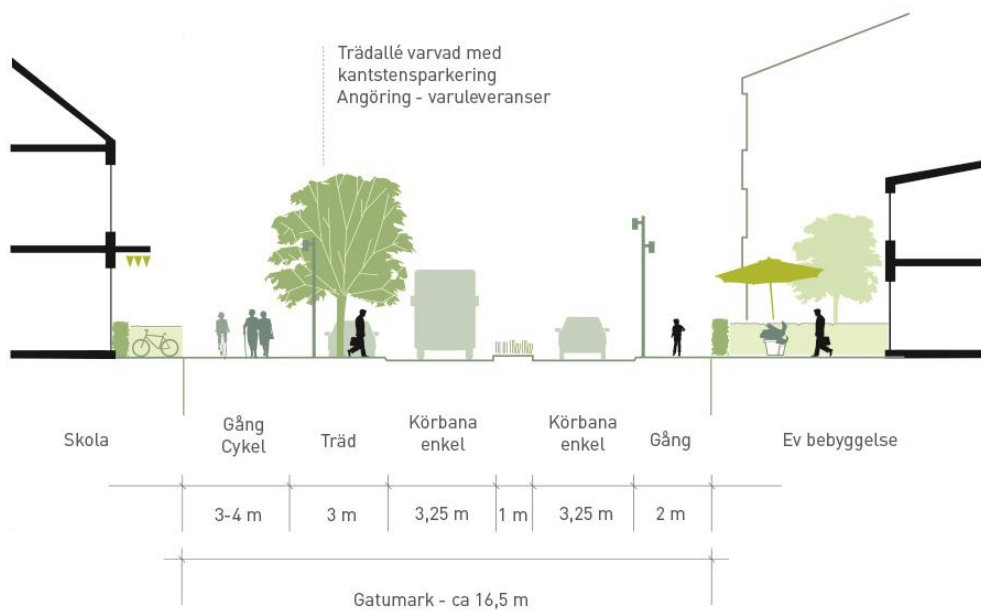 Trädallé varvad med
kantstensparkering
Angöring - varuleveranser
Skola
Gång
Cykel
Träd
Körbana
enkel
Körbana
enkel
Gång
Ev bebyggelse
3-4 m
3 m
3,25 m
1 m
3,25 m
2 m
Gatumark - ca 16,5 m